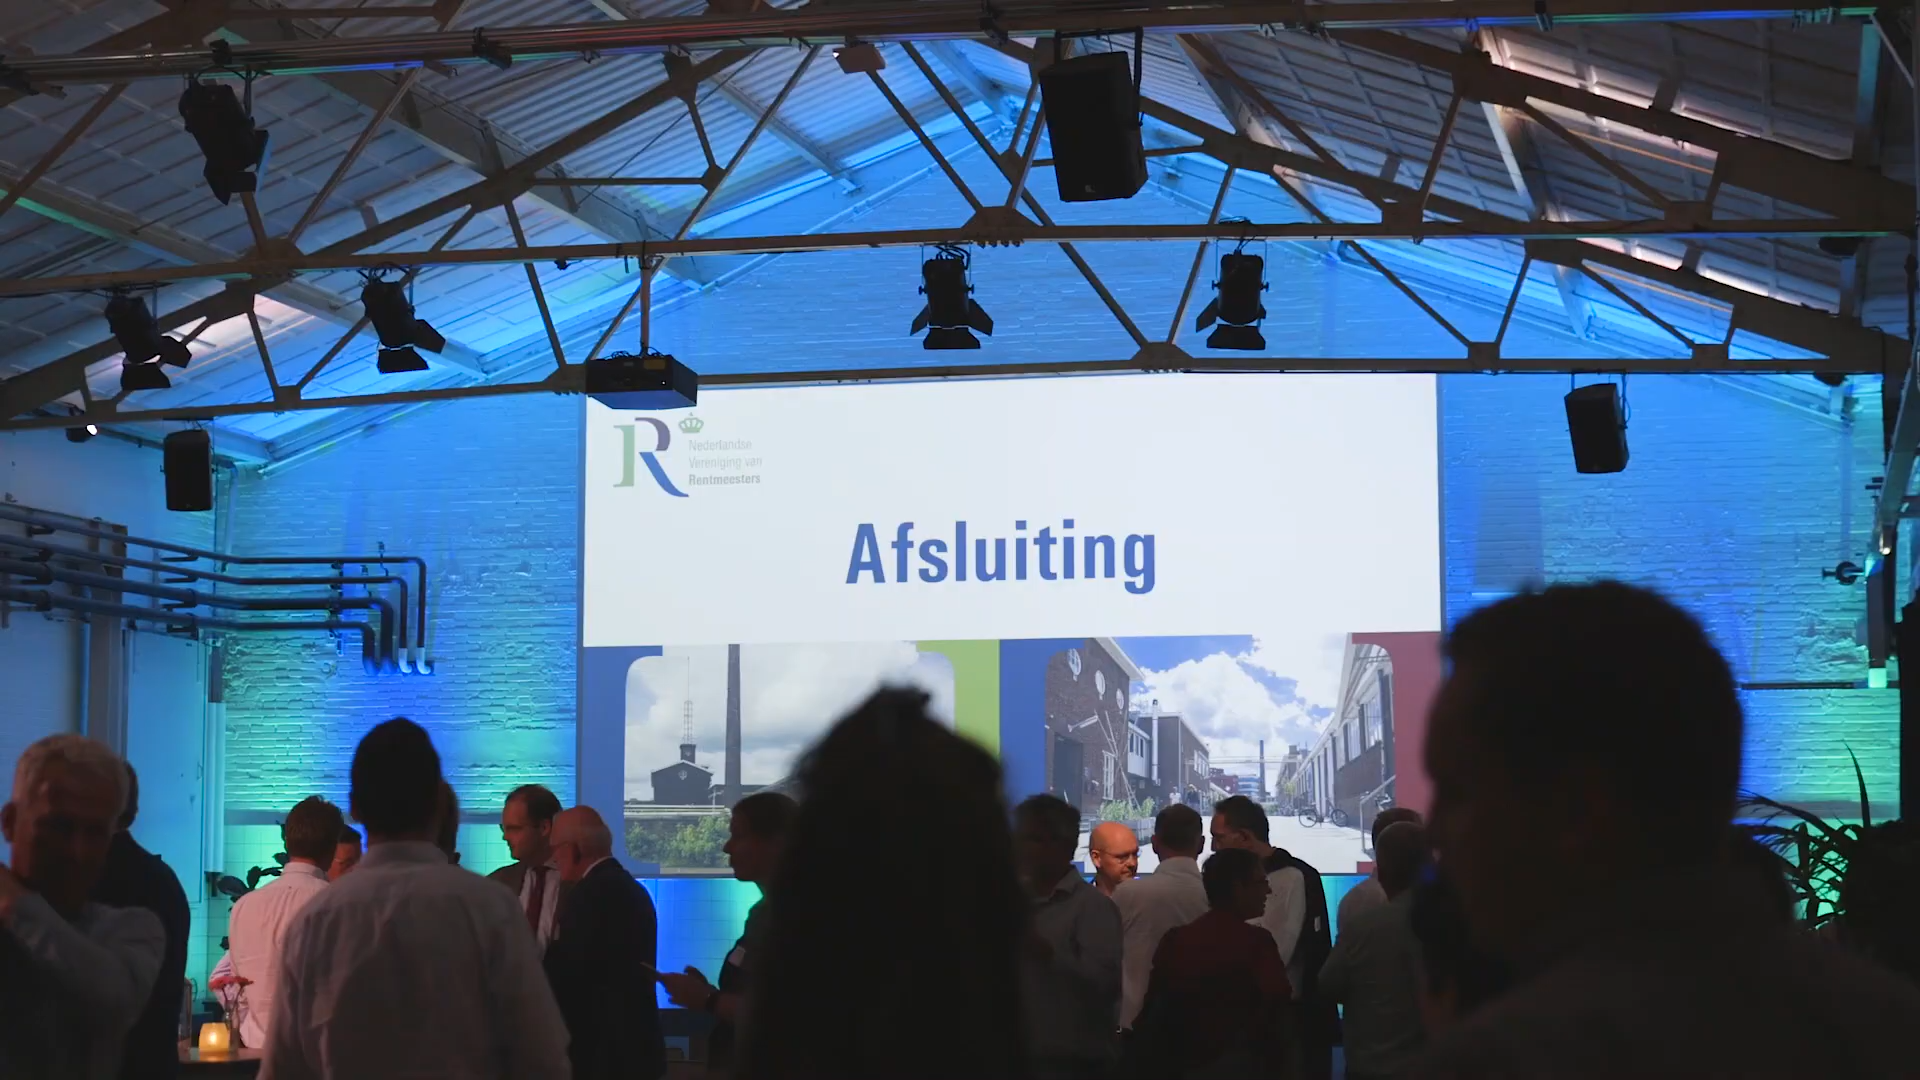 R
Nederlandse
Vereniging van
Rentmeesters
Afsluiting